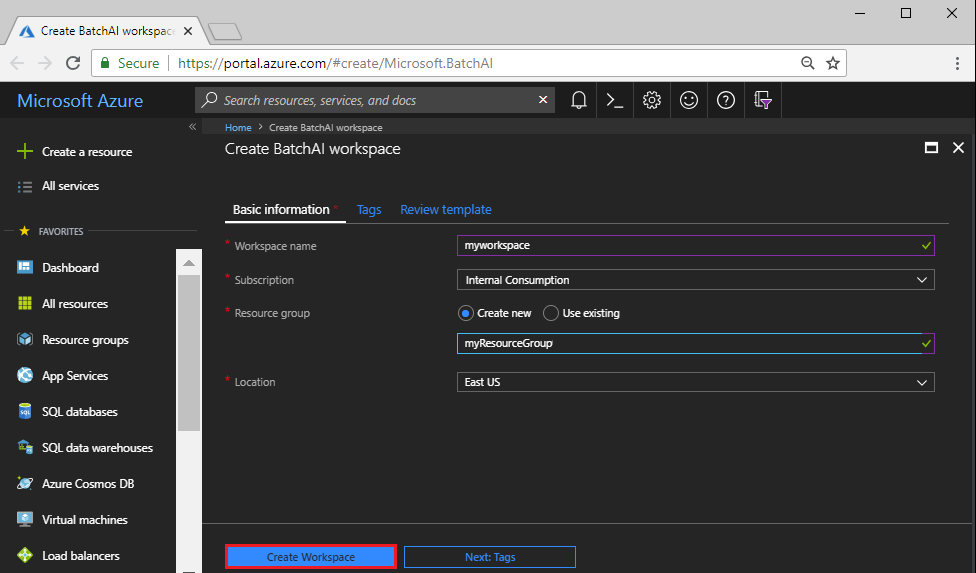 Create BatchAI workspace
Secure https://portal.azure.com/#create/Microsoft.BatchAI
Microsoft Azure
Search resources, services, and docs
Home > Create BatchAI workspace
Create BatchAI workspace
Create a resource
All services
FAVORITES
Dashboard
All resources
Resource groups
App Services
SQL databases
SQL data warehouses
Azure Cosmos DB
Virtual machines
Load balancers
Basic information * Tags Review template
* Workspace name myworkspace
* Subscription Internal Consumption
* Resource group Create new Use existing
myResourceGroup
* Location East US
Create Workspace Next: Tags